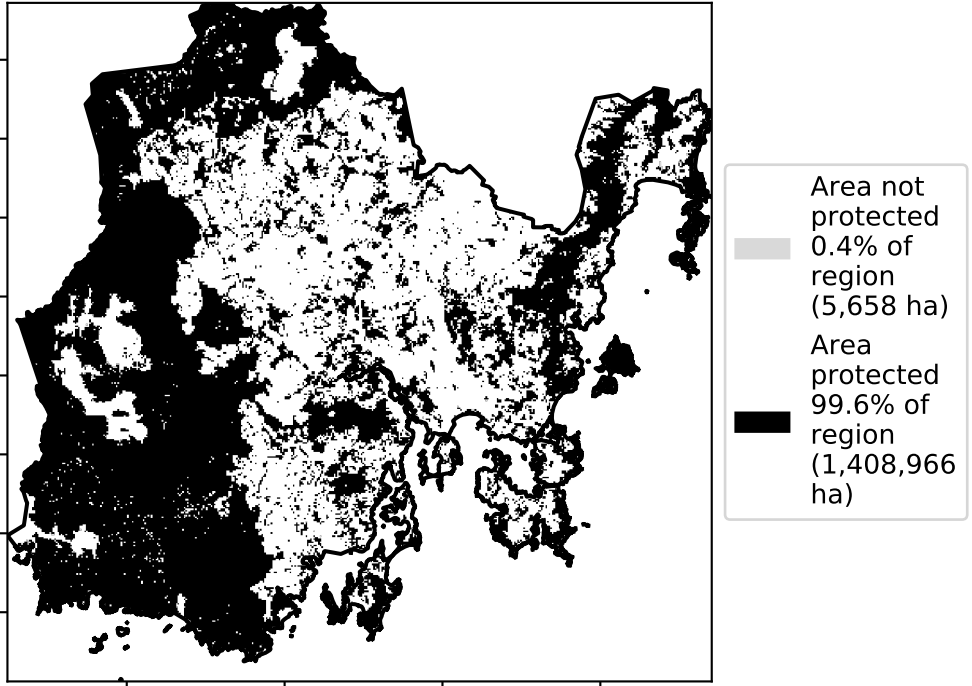 Area not
protected
0.4% of
region
(5,658 ha)
Area
protected
99.6% of
region
(1,408,966
ha)